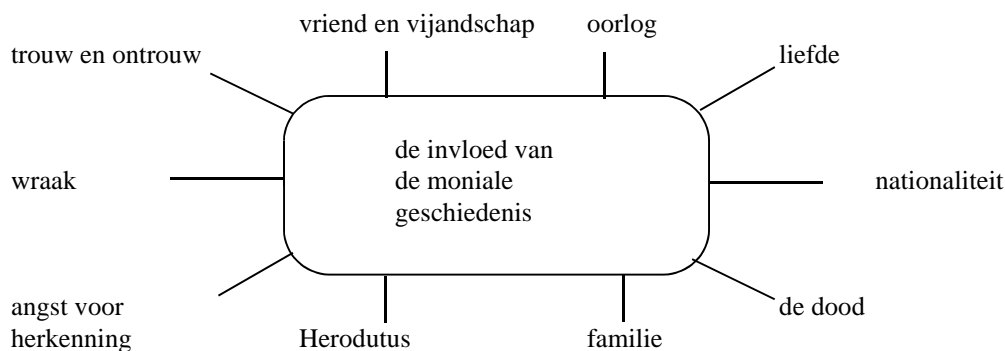 vriend en vijandschap
oorlog
trouw en ontrouw
liefde
de invloed van
de moniale
geschiedenis
wraak
nationaliteit
angst voor
herkenning
Herodutus
familie
de dood